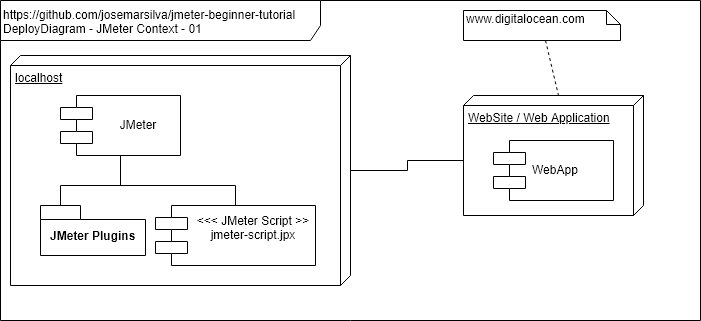 https://github.com/josemarsilva/jmeter-beginner-tutorial
DeployDiagram - JMeter Context - 01
www.digitalocean.com
localhost
JMeter
JMeter Plugins
<<< JMeter Script >>
jmeter-script.jpx
WebSite / Web Application
WebApp